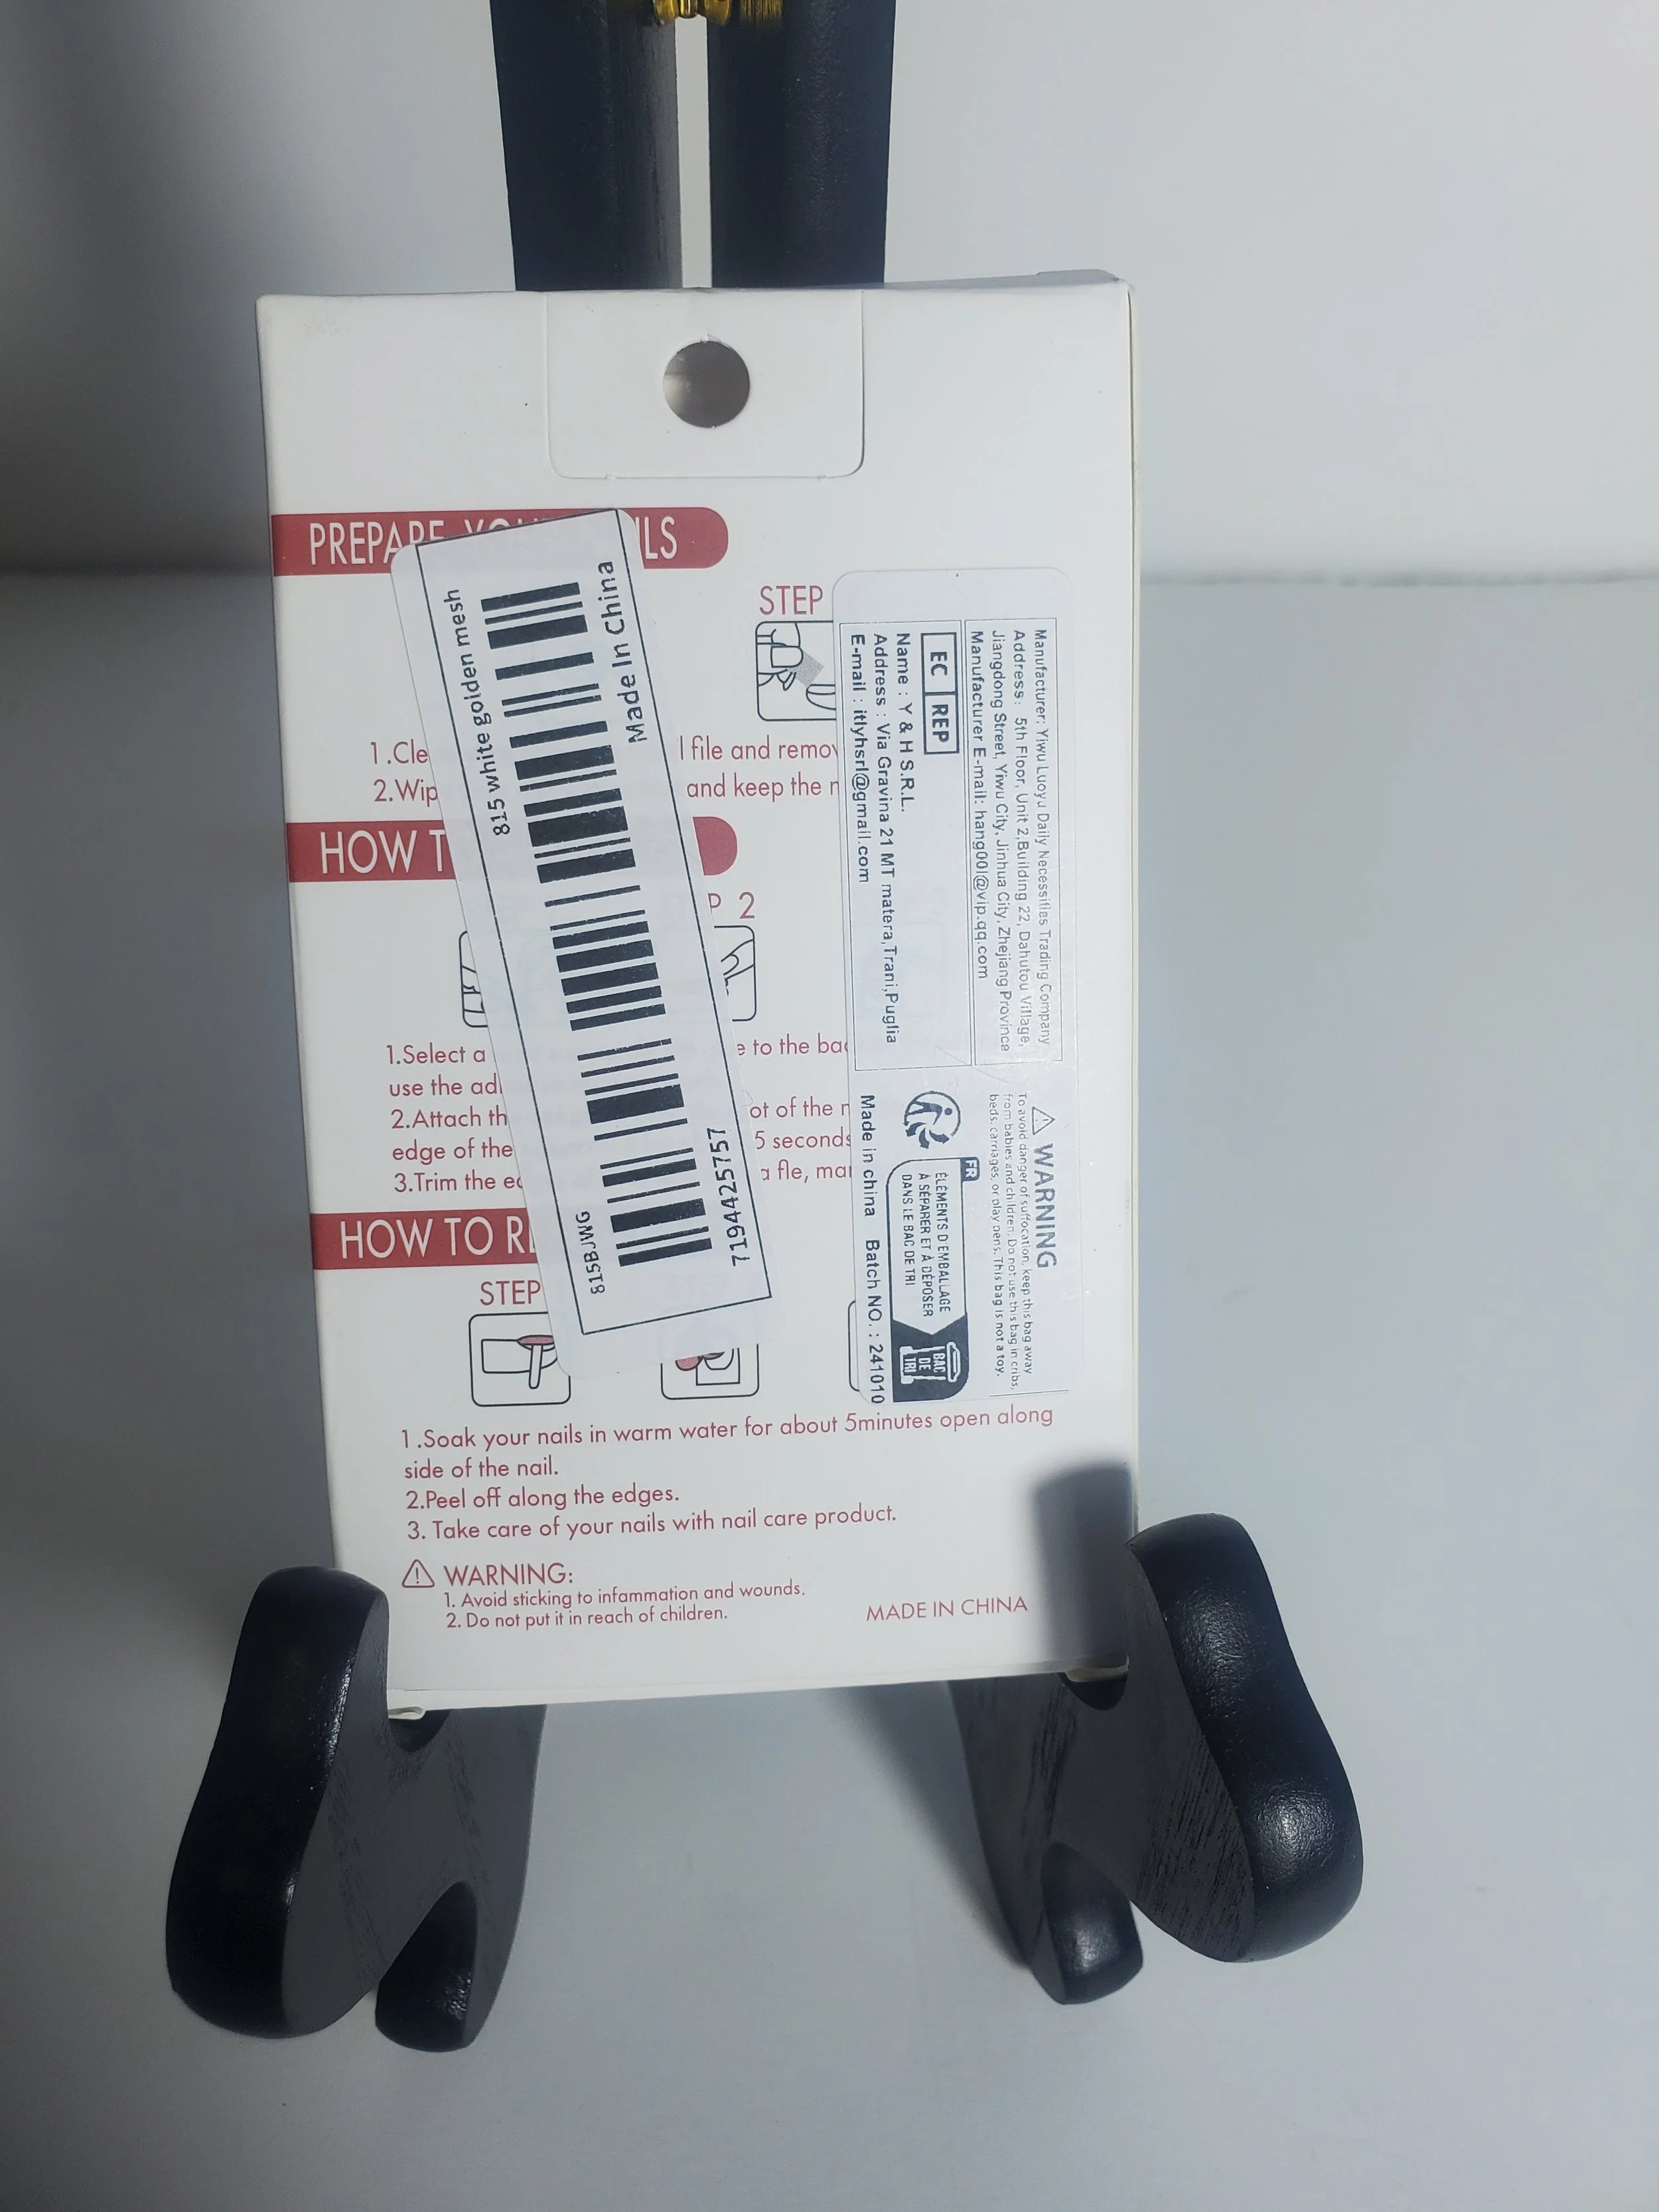 PREPARE YOUR NAILS
STEP
1.Cle
l file and remov
2.Wip
and keep the
HOW T
P 2
1.Select a
e to the bac
use the ad
2.Attach th
ot of the
edge of the
5 seconds
3.Trim the ed
a fle, ma
HOW TO R
STEP
1.Soak your nails in warm water for about 5minutes open along
side of the nail.
2.Peel off along the edges.
3. Take care of your nails with nail care product.
WARNING:
1. Avoid sticking to infammation and wounds.
2. Do not put it in reach of children.
MADE IN CHINA
815 white golden mesh
Made In China
815BJWG
7194425757
Manufacturer: Yiwu Luoyu Daily Necessities Trading Company
Address: 5th Floor, Unit 2,Building 22, Dahutou Village,
Jiangdong Street, Yiwu City, Jinhua City, Zhejiang Province
Manufacturer E-mail: hang001@vip.qq.com
EC REP
Name : Y & H S.R.L.
Address : Via Gravina 21 MT matera,Trani,Puglia
E-mail : itlyhsrl@gmail.com
WARNING
To avoid danger of suffocation, keep this bag away
from babies and children. Do not use this bag in cribs,
beds, carriages, or play pens. This bag is not a toy.
FR
ÉLÉMENTS D'EMBALLAGE
À SÉPARER ET À DÉPOSER
DANS LE BAC DE TRI
BAC
DE
TRI
Made in china Batch NO. : 241010